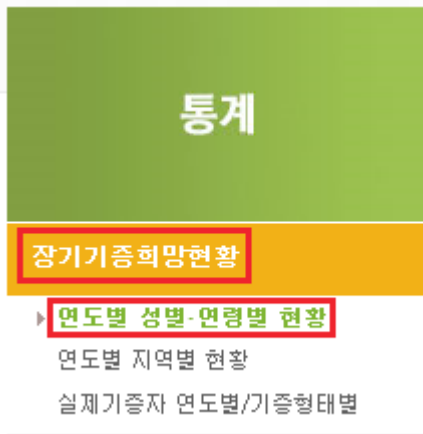 통계
장기기증희망현황
연도별 성별·연령별 현황
연도별 지역별 현황
실제기증자 연도별/기증형태별